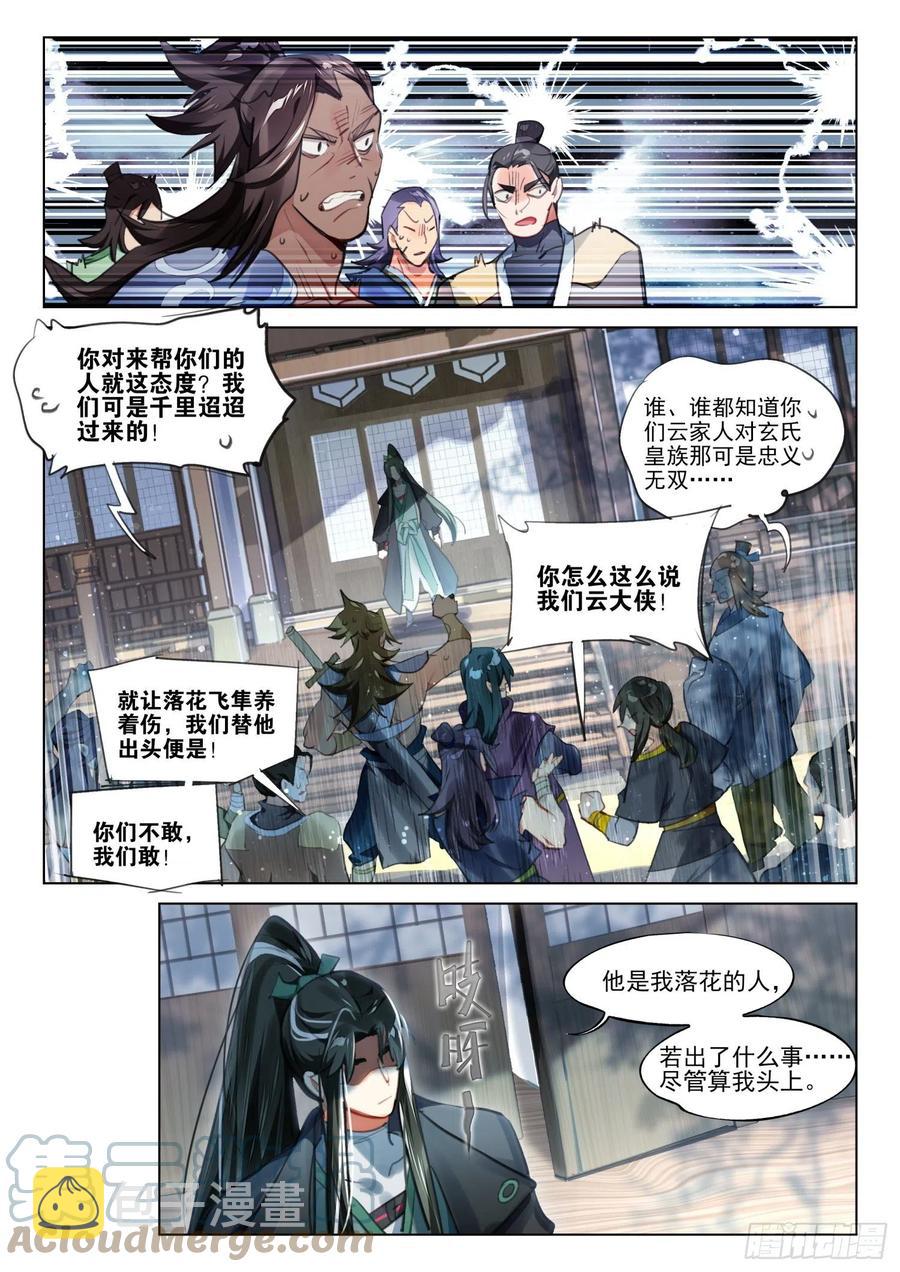 你对来帮你们的
人就这态度？我
们可是千里迢迢
过来的！
谁、谁都知道你
们云家人对玄氏
皇族那可是忠义
无双……
你怎么这么说
我们云大侠！
就让落花飞隼养
着伤，我们替他
出头便是！
你们不敢，
我们敢！
吱呀
他是我落花的人，
若出了什么事……
尽管算我头上。
漫畫
AcloudMerge.com
腾讯动漫